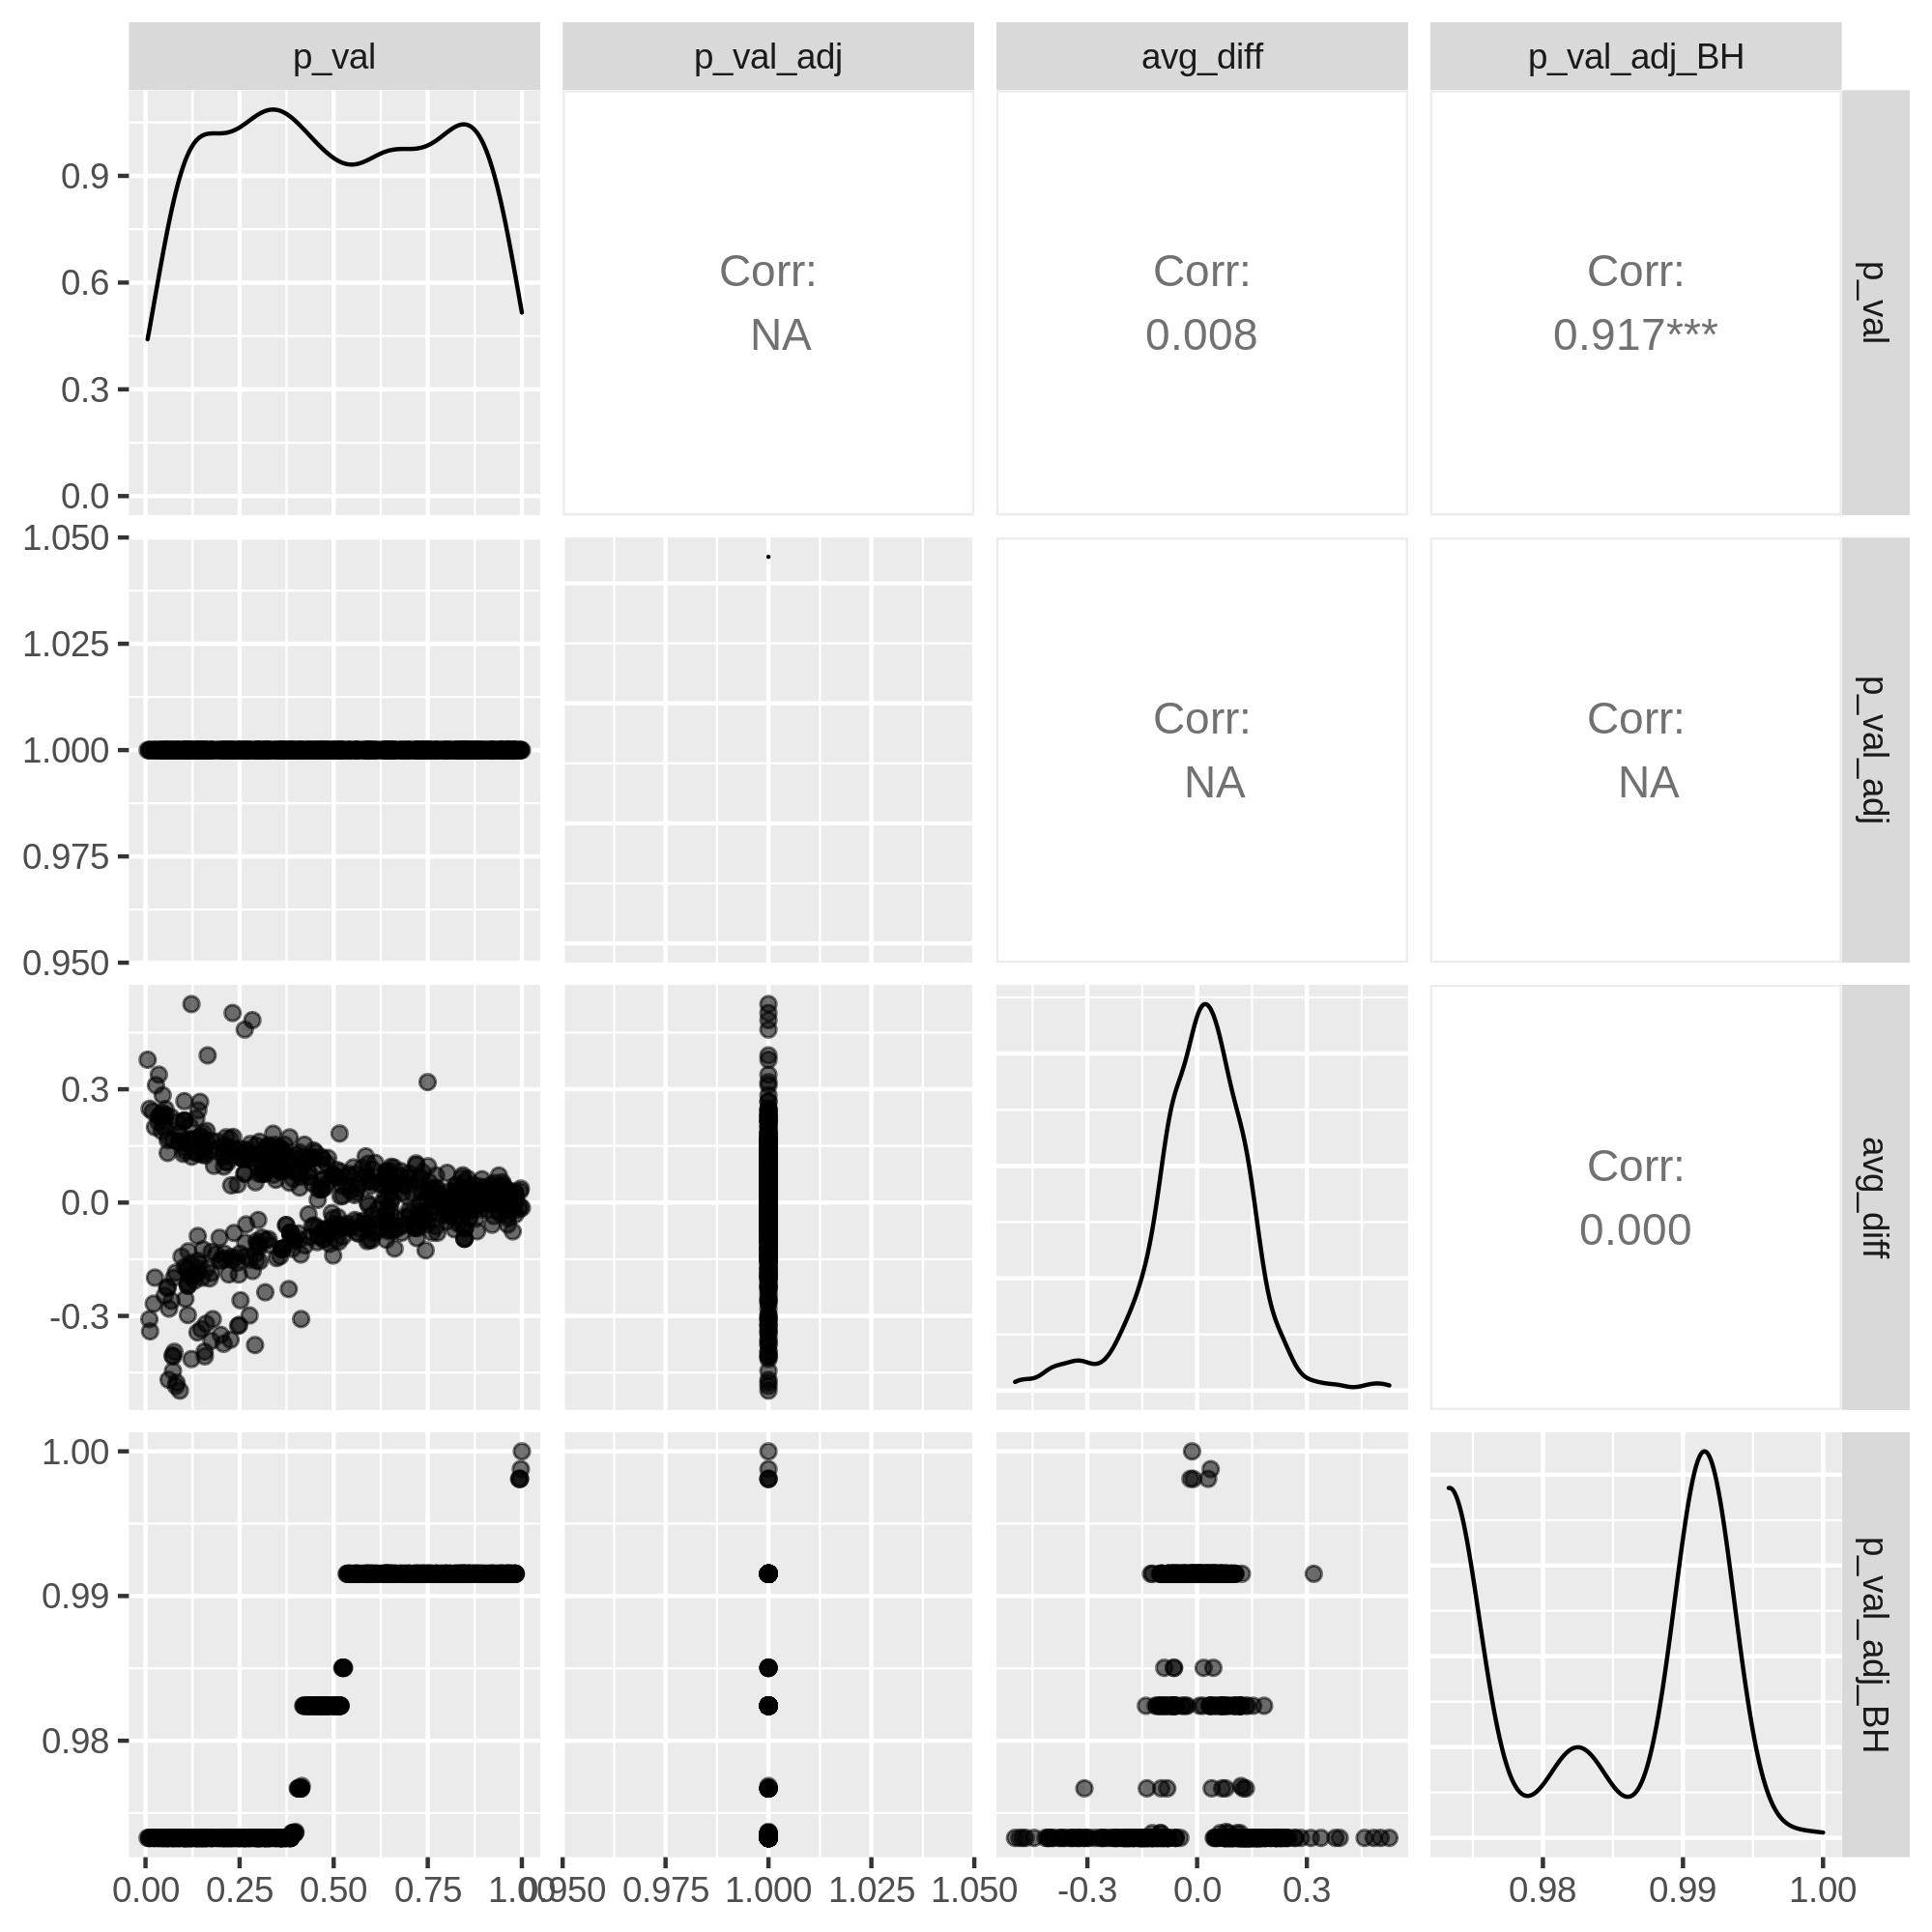 p_val
p_val_adj
avg_diff
p_val_adj_BH
0.9
0.6
0.3
0.0
Corr:
NA
Corr:
0.008
Corr:
0.917***
p_val
1.050
1.025
1.000
0.975
0.950
Corr:
NA
Corr:
NA
p_val_adj
0.3
0.0
-0.3
Corr:
0.000
avg_diff
1.00
0.99
0.98
p_val_adj_BH
0.00 0.25 0.50 0.75 1.00
0.950 0.975 1.000 1.025 1.050
-0.3 0.0 0.3
0.98 0.99 1.00